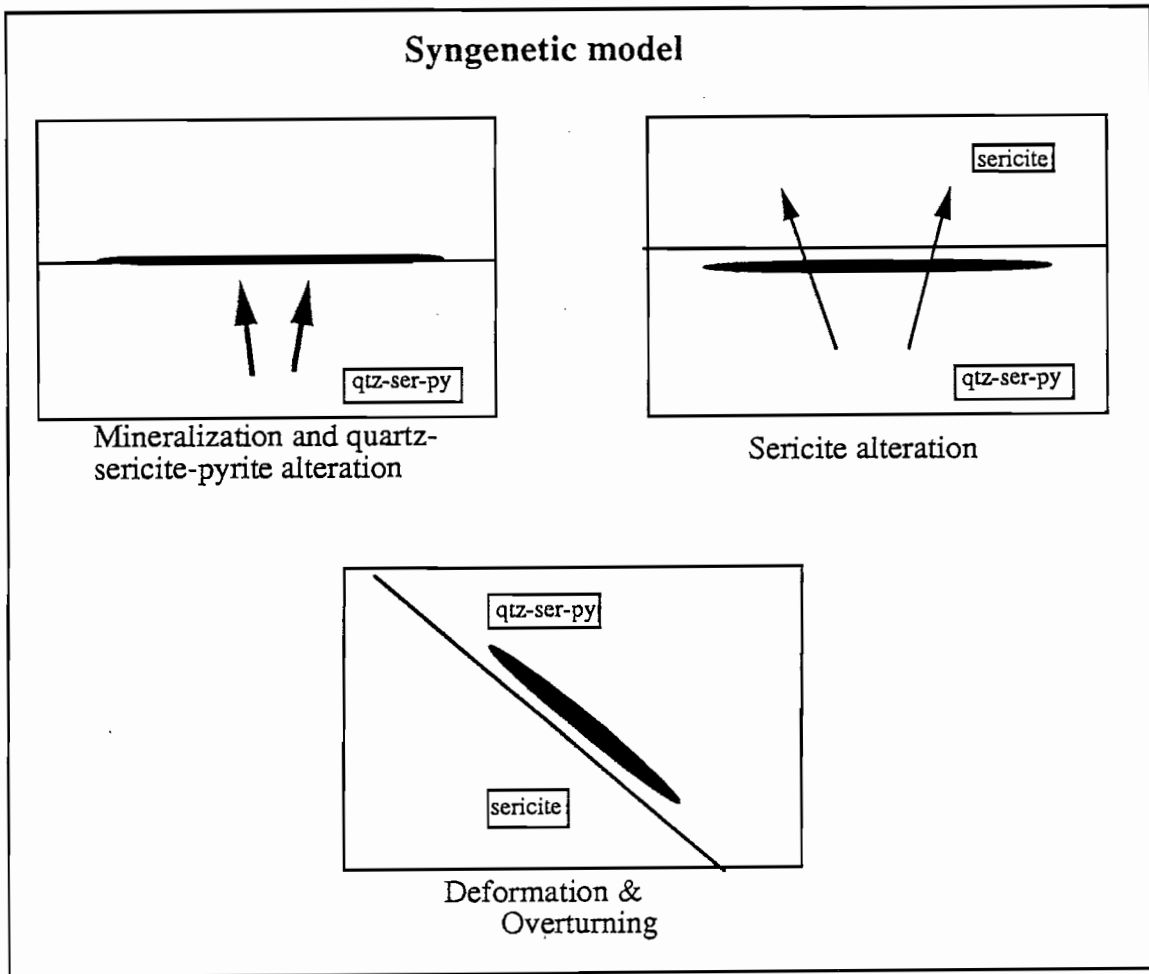 Syngenetic model
qtz-ser-py
Mineralization and quartz-
sericite-pyrite alteration
sericite
qtz-ser-py
Sericite alteration
qtz-ser-py
sericite
Deformation &
Overturning